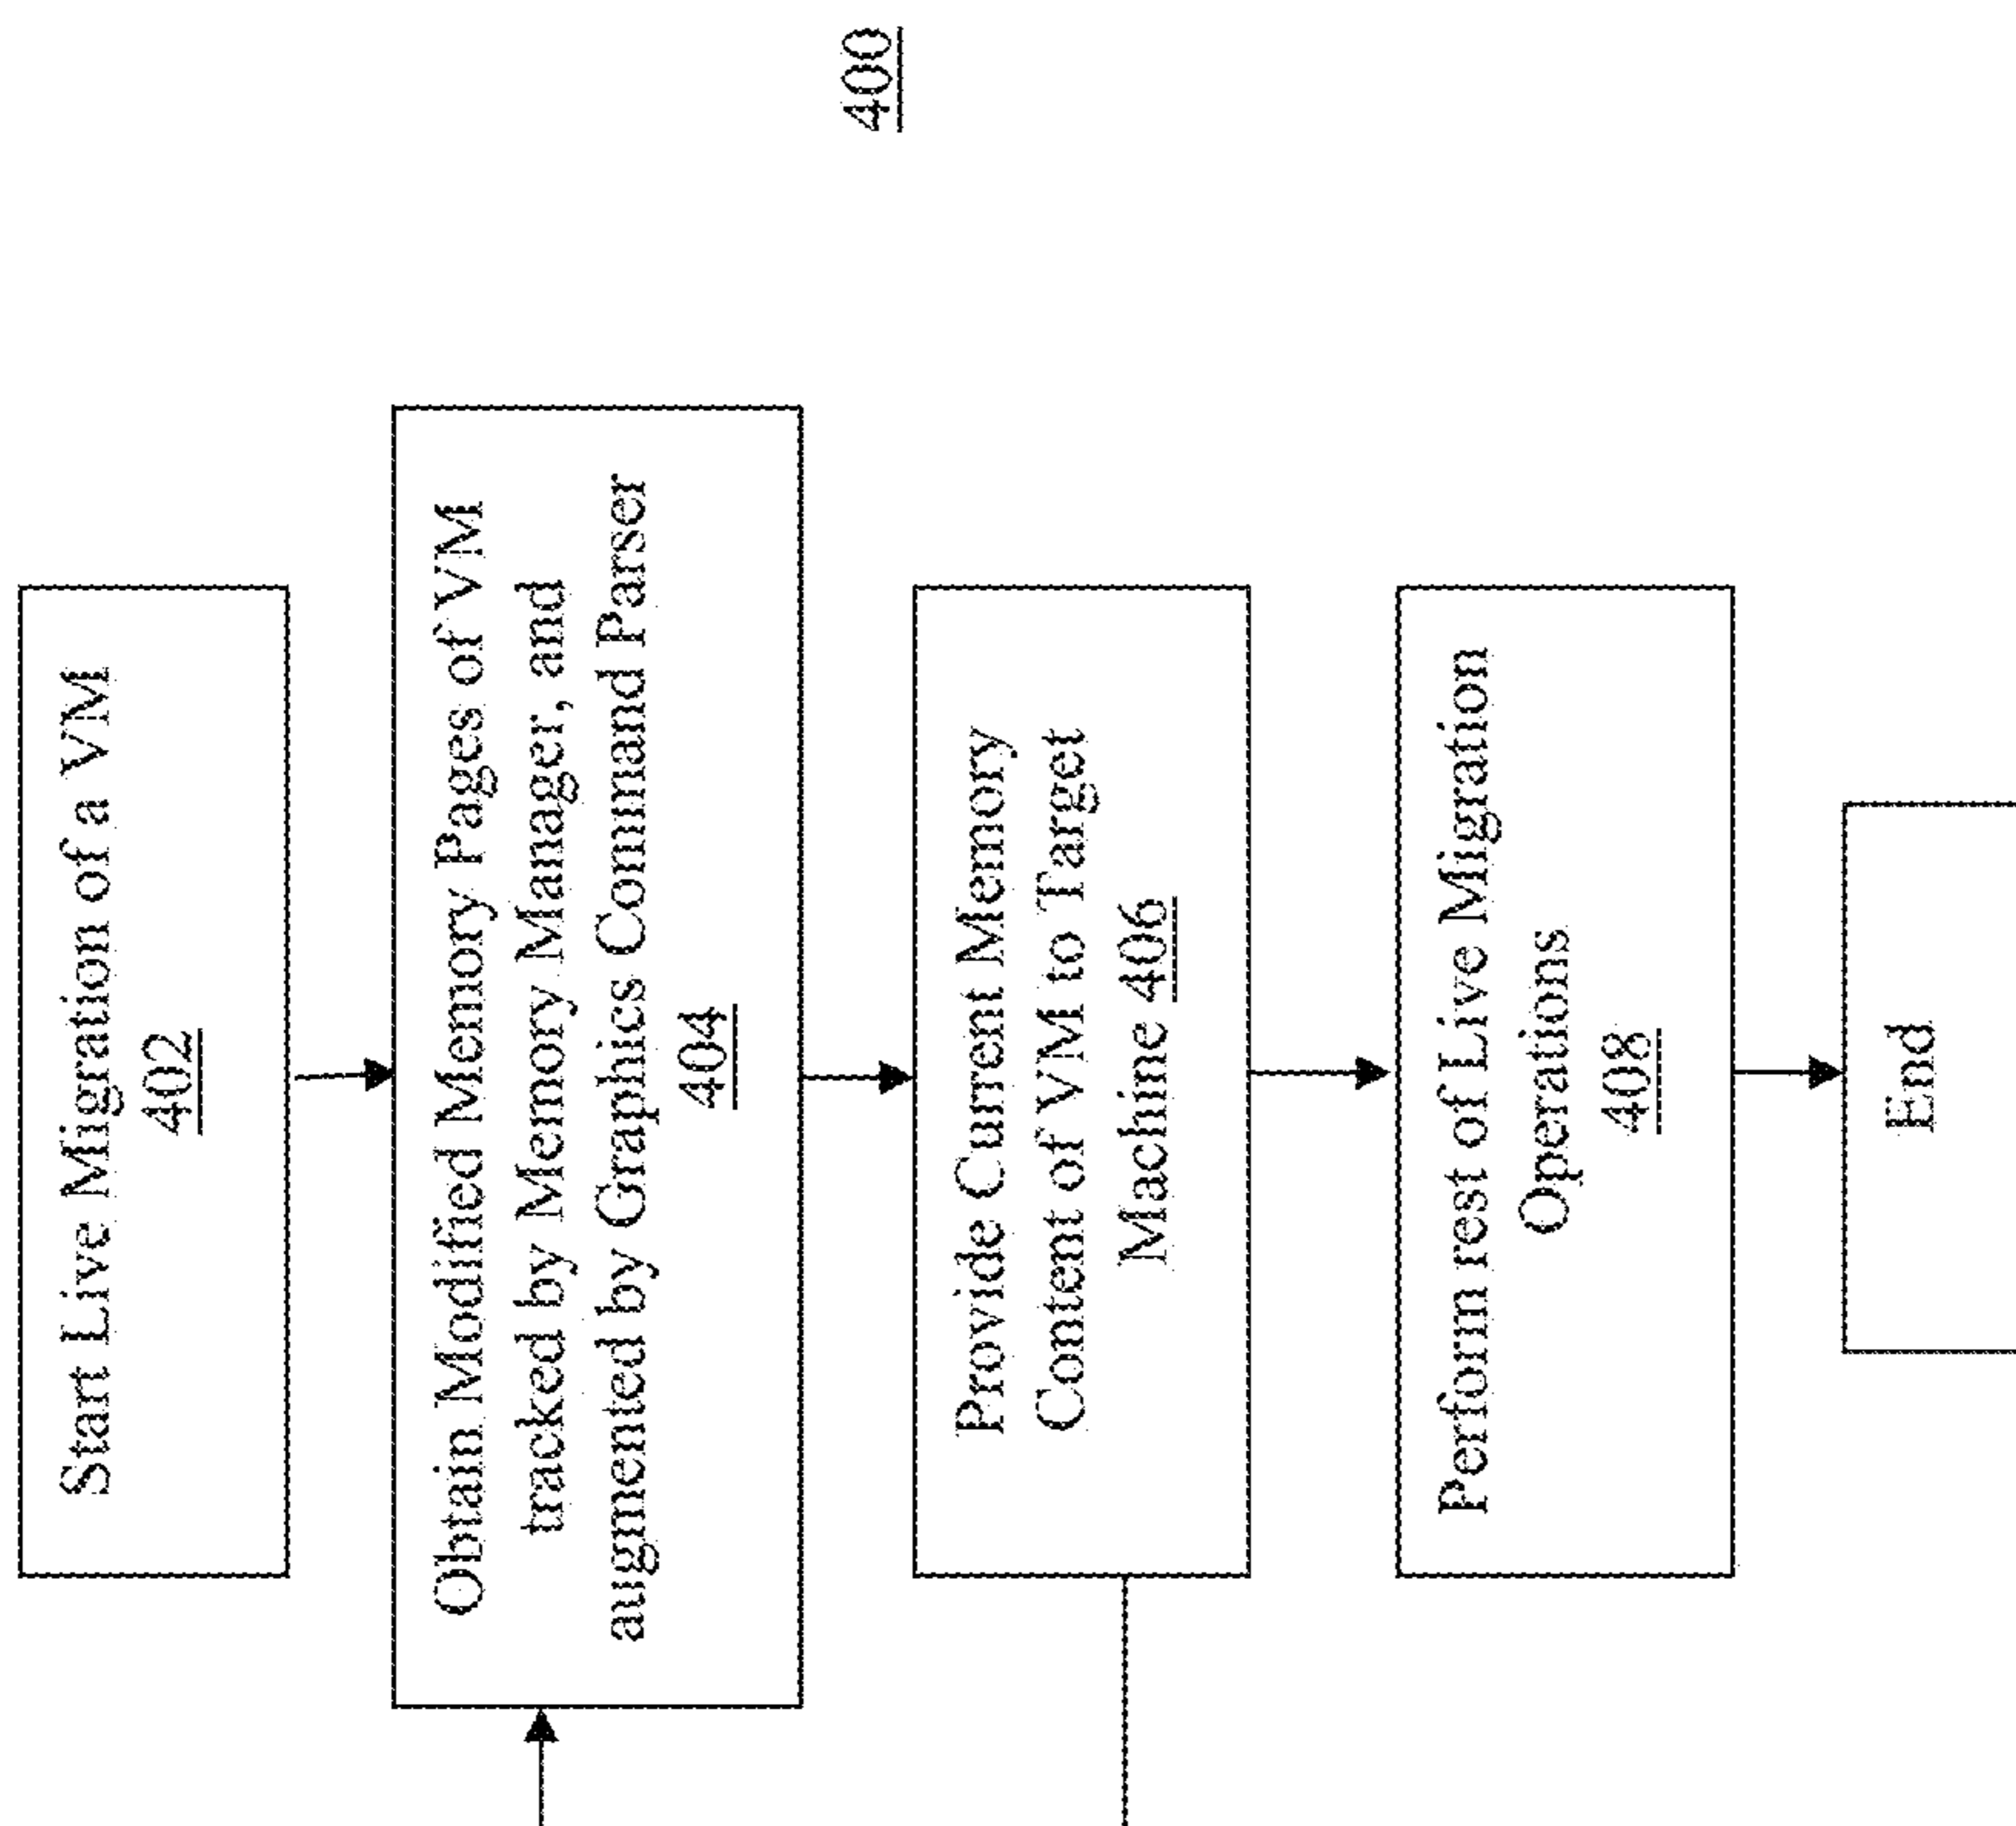 400
Start Live Migration of a VM
402
Obtain Modified Memory Pages of VM
tracked by Memory Manager, and
augmented by Graphics Command Parser
404
Provide Current Memory
Content of VM to Target
Machine 406
Perform rest of Live Migration
Operations
408
End